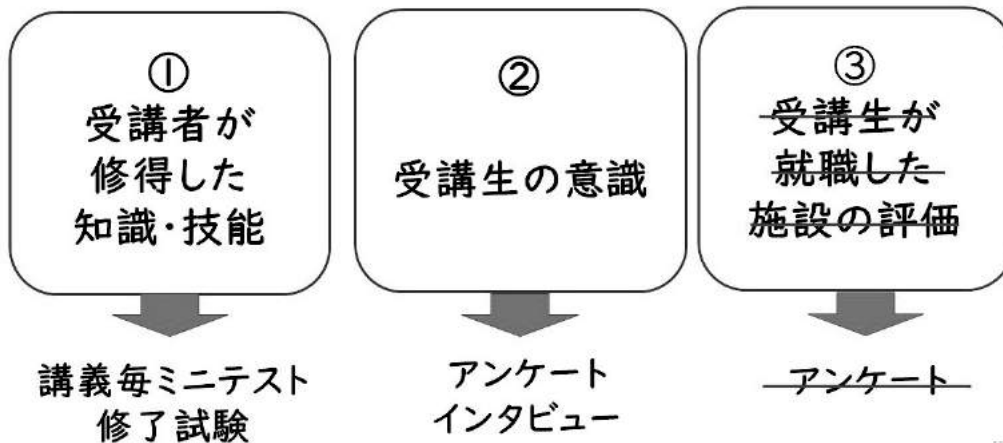 ①
受講者が
修得した
知識・技能
講義毎ミニテスト
修了試験
②
受講生の意識
アンケート
インタビュー
③
受講生が
就職した
施設の評価
アンケート